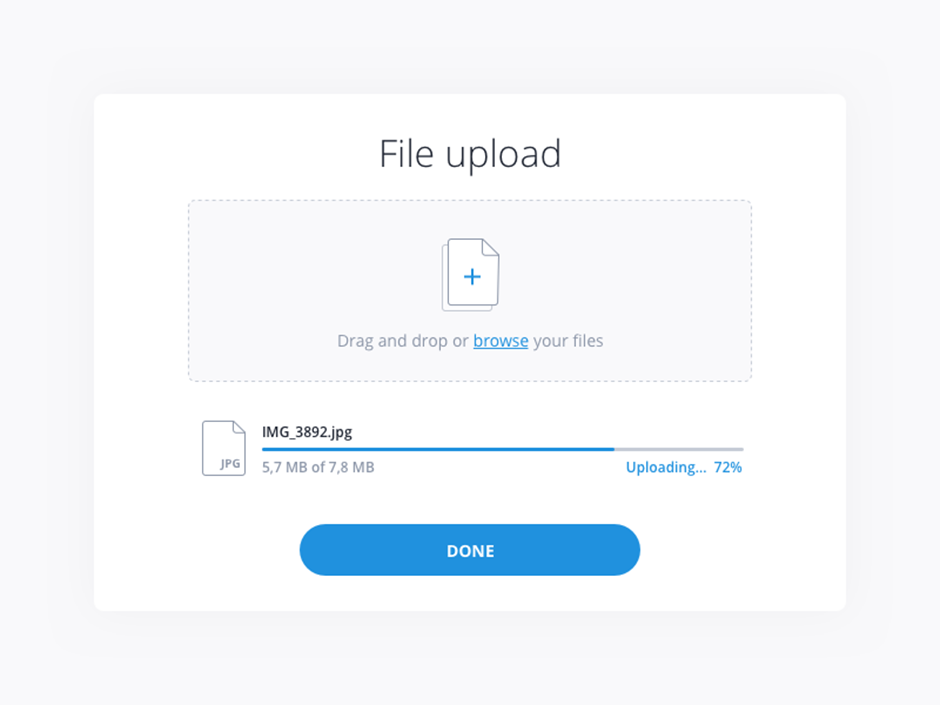 File upload
Drag and drop or browse your files
IMG_3892.jpg
JPG
5,7 MB of 7,8 MB
Uploading... 72%
DONE